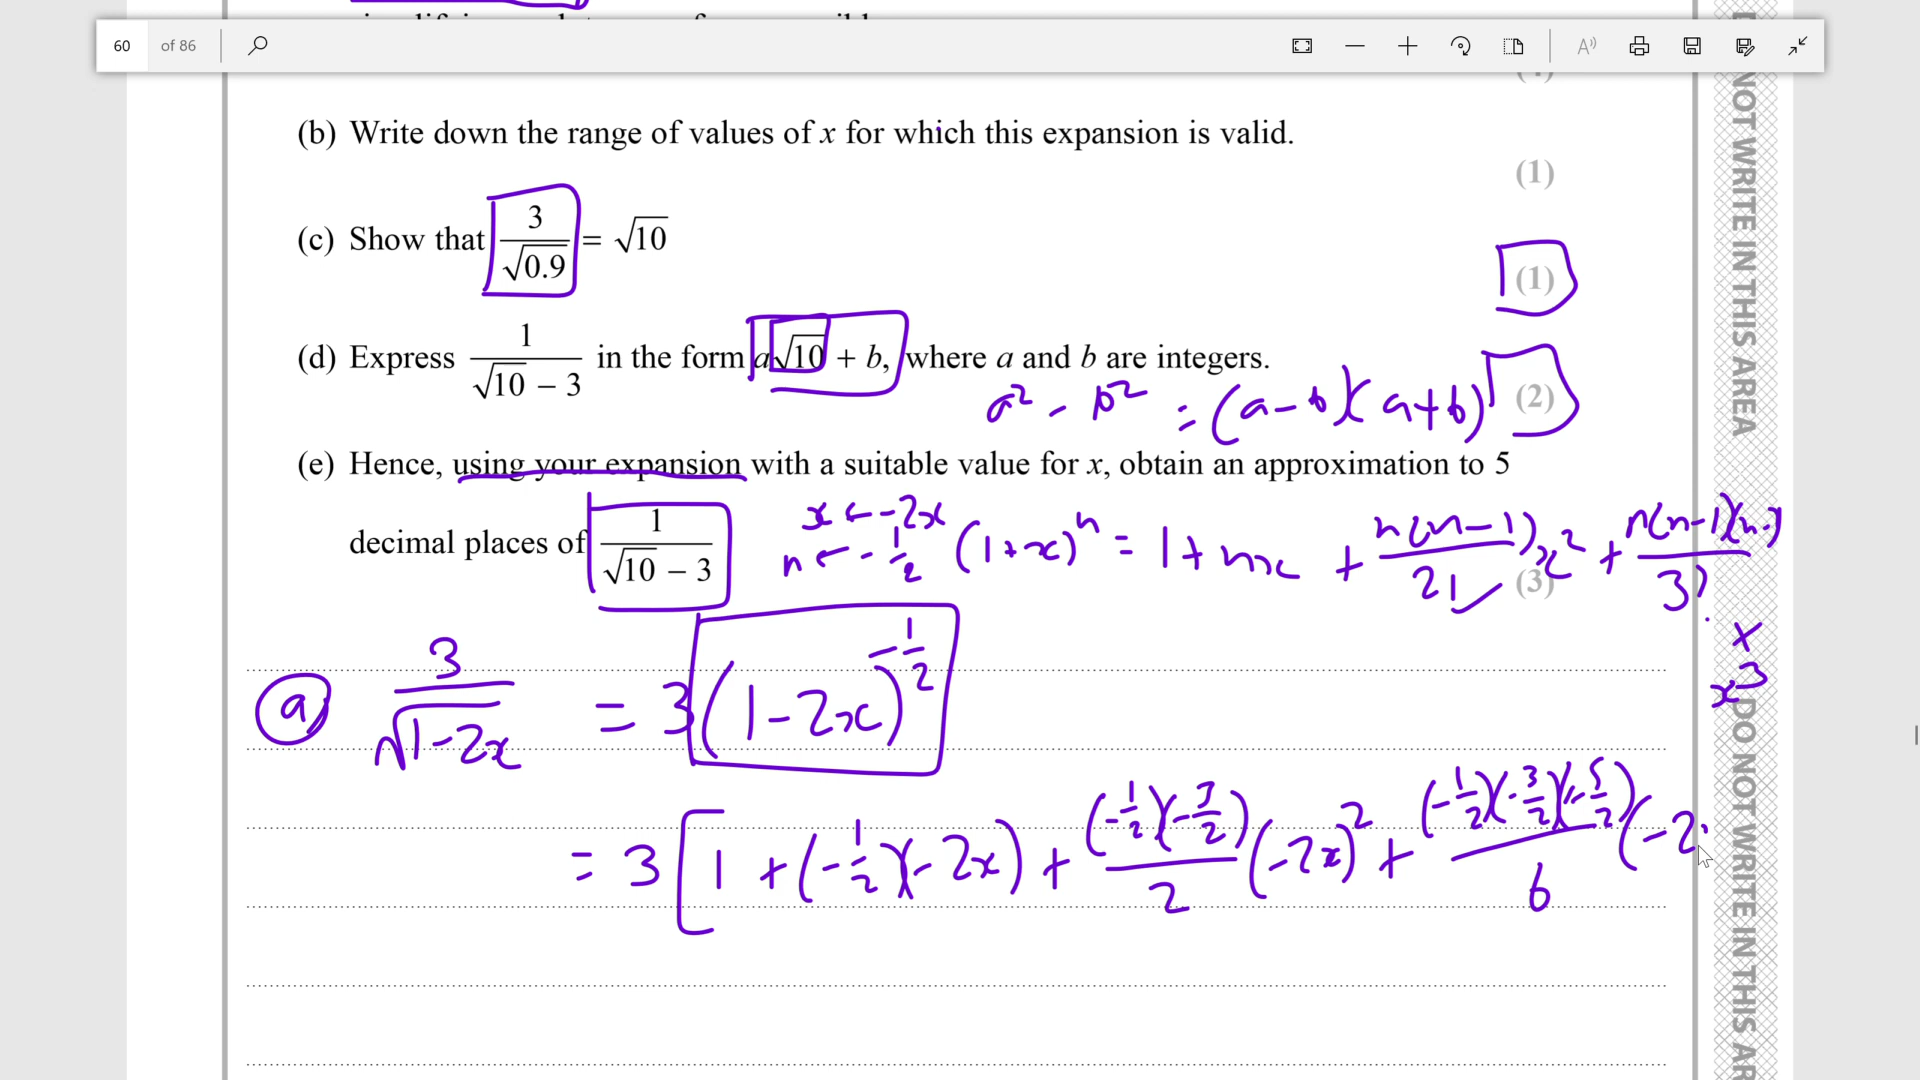 60 of 86
(b) Write down the range of values of x for which this expansion is valid.
(1)
(c) Show that 3/√0.9 = √10
(1)
(d) Express 1/(√10 – 3) in the form a√10 + b, where a and b are integers.
(2)
a² - b² = (a-b)(a+b)
(e) Hence, using your expansion with a suitable value for x, obtain an approximation to 5
decimal places of 1/(√10 – 3)
(3)
x ← -2x
n ← -1/2
(1+x)ⁿ = 1 + nx + n(n-1)/2! x² + n(n-1)(n-)/3! x x³
(a) 3/√1-2x = 3(1-2x)^-1/2
= 3[1 + (-1/2)(-2x) + (-1/2)(-3/2)/2 (-2x)² + (-1/2)(-3/2)(-5/2)/6 (-2
NOT WRITE IN THIS AREA
DO NOT WRITE IN THIS AR